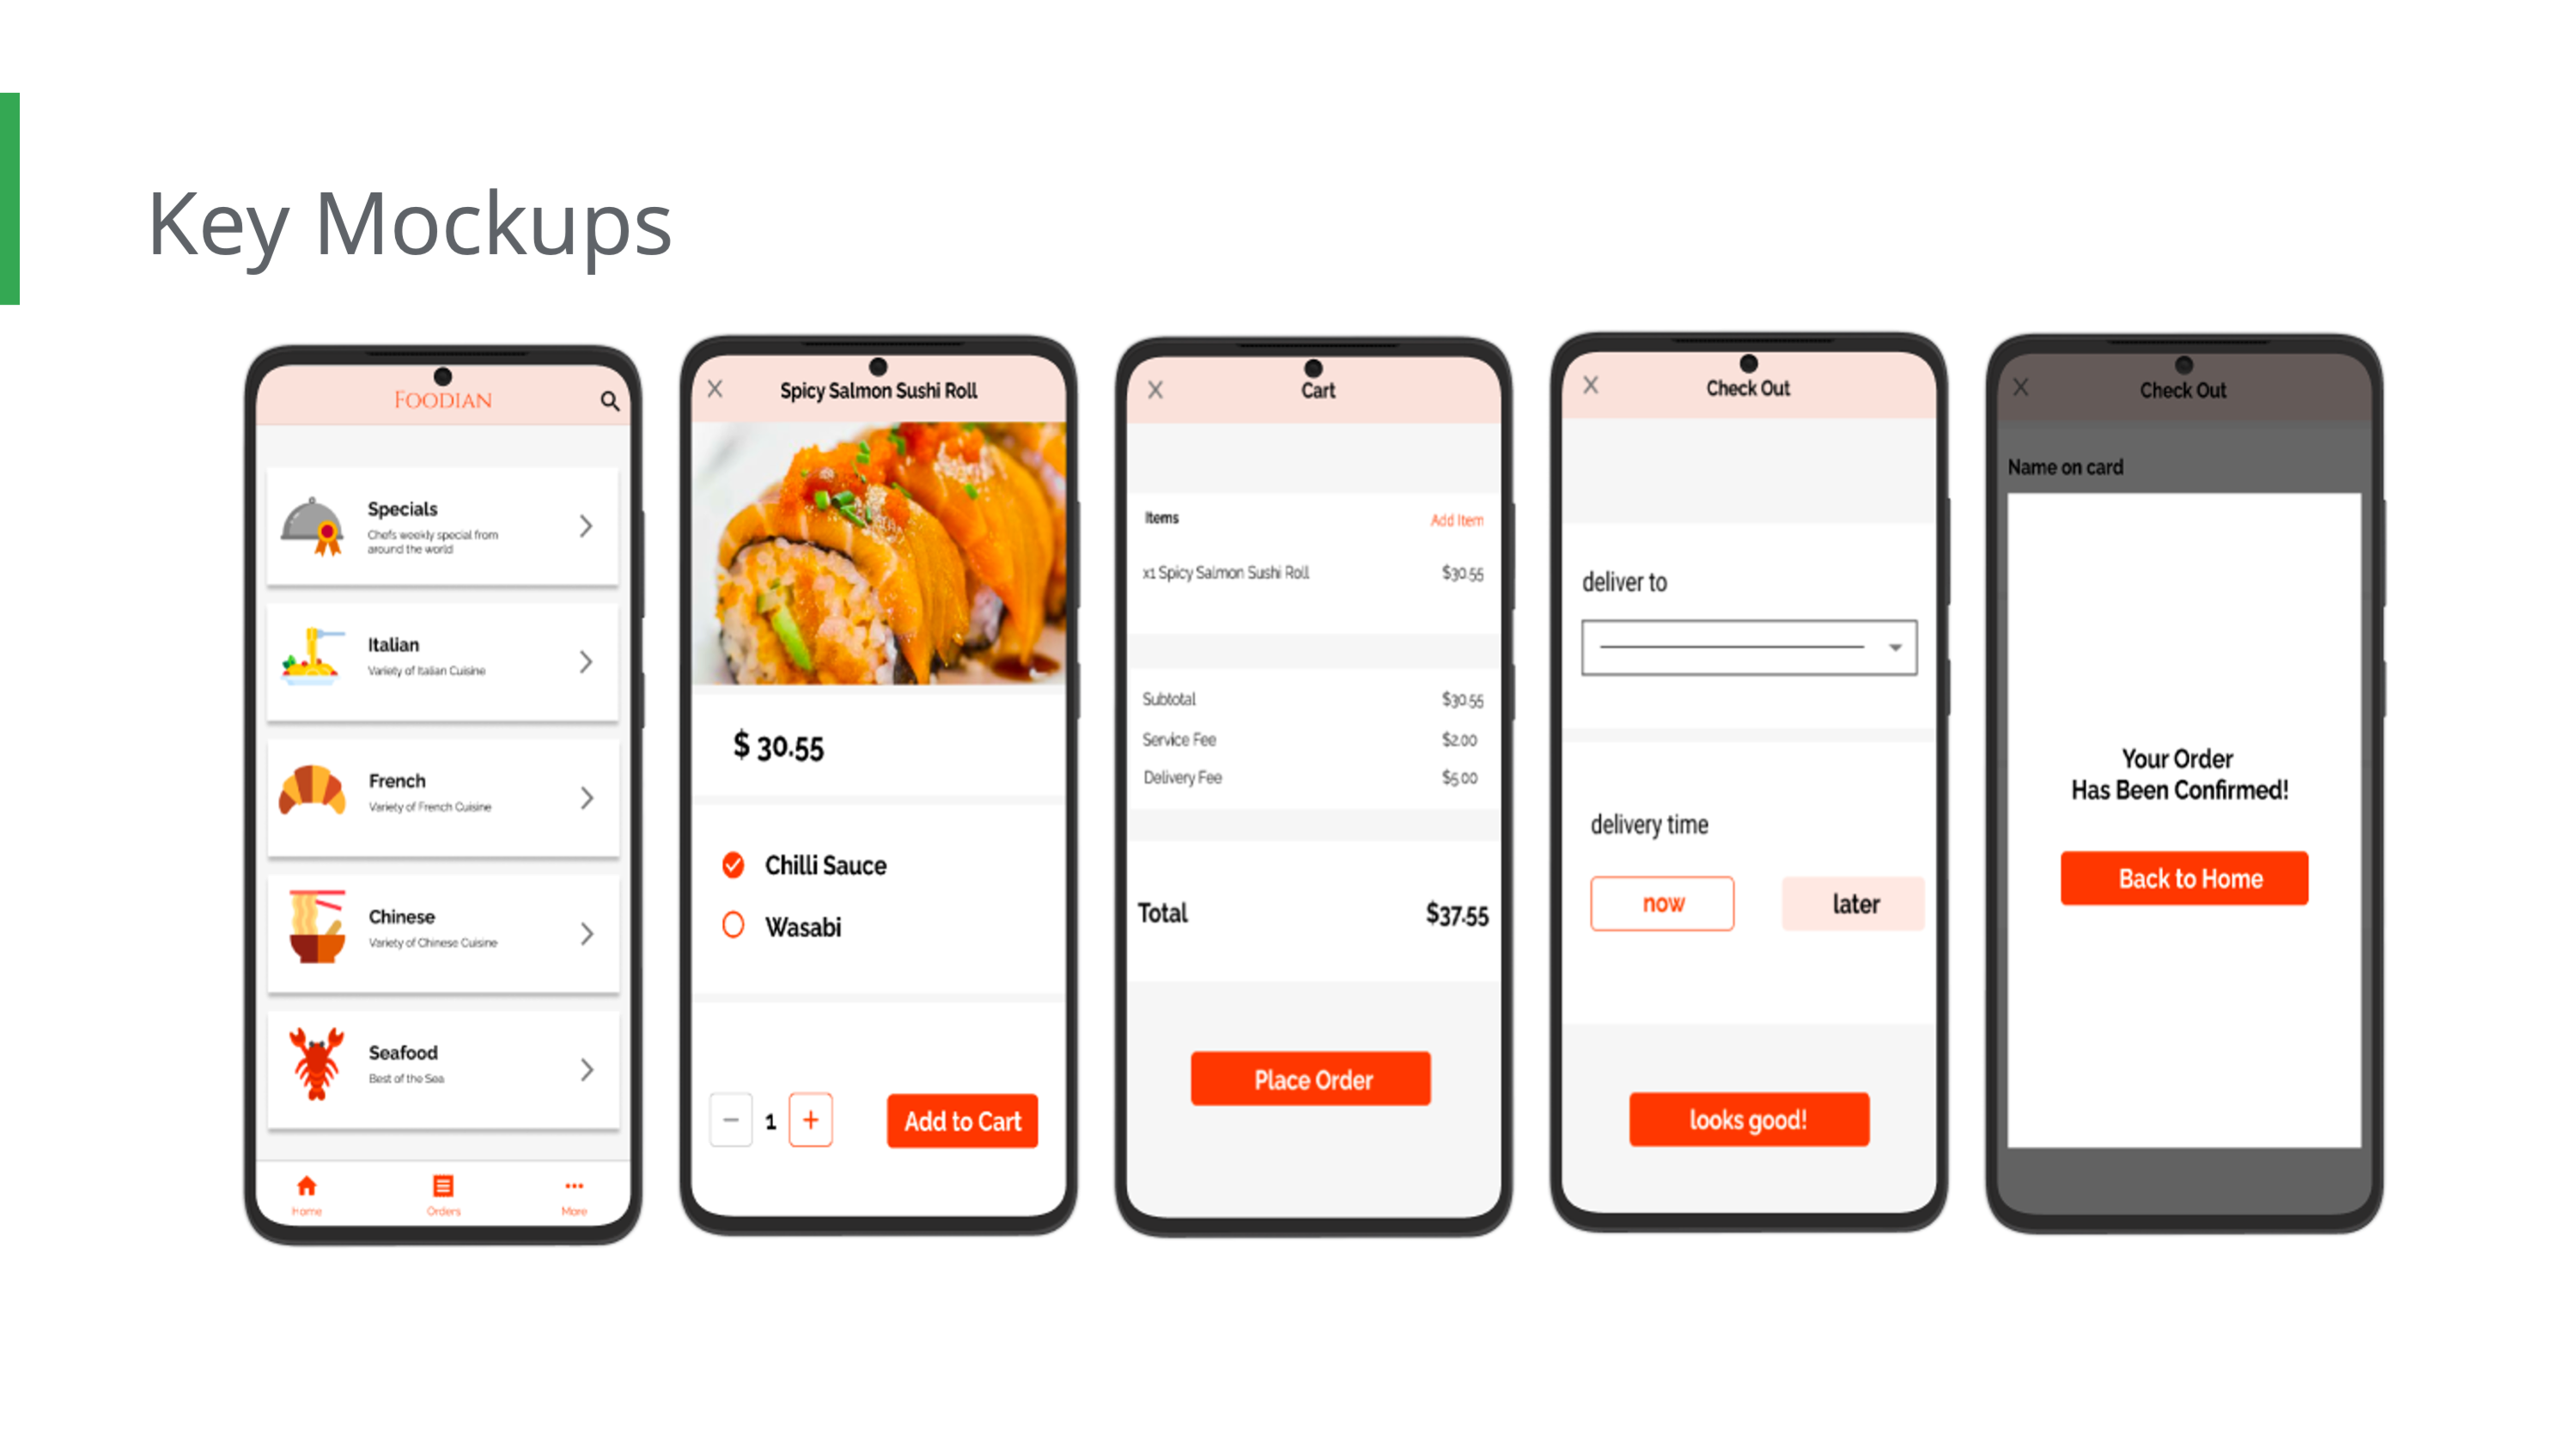 Key Mockups
FOODIAN
Specials
Chefs weekly special from
around the world
Italian
Variety of Italian Cuisine
French
Variety of French Cuisine
Chinese
Variety of Chinese Cuisine
Seafood
Best of the Sea
Home
Orders
More
Spicy Salmon Sushi Roll
$ 30.55
Chilli Sauce
Wasabi
1
Add to Cart
Cart
Items
Add Item
x1 Spicy Salmon Sushi Roll $30.55
Subtotal $30.55
Service Fee $2.00
Delivery Fee $5.00
Total $37.55
Place Order
Check Out
deliver to
delivery time
now
later
looks good!
Check Out
Name on card
Your Order
Has Been Confirmed!
Back to Home